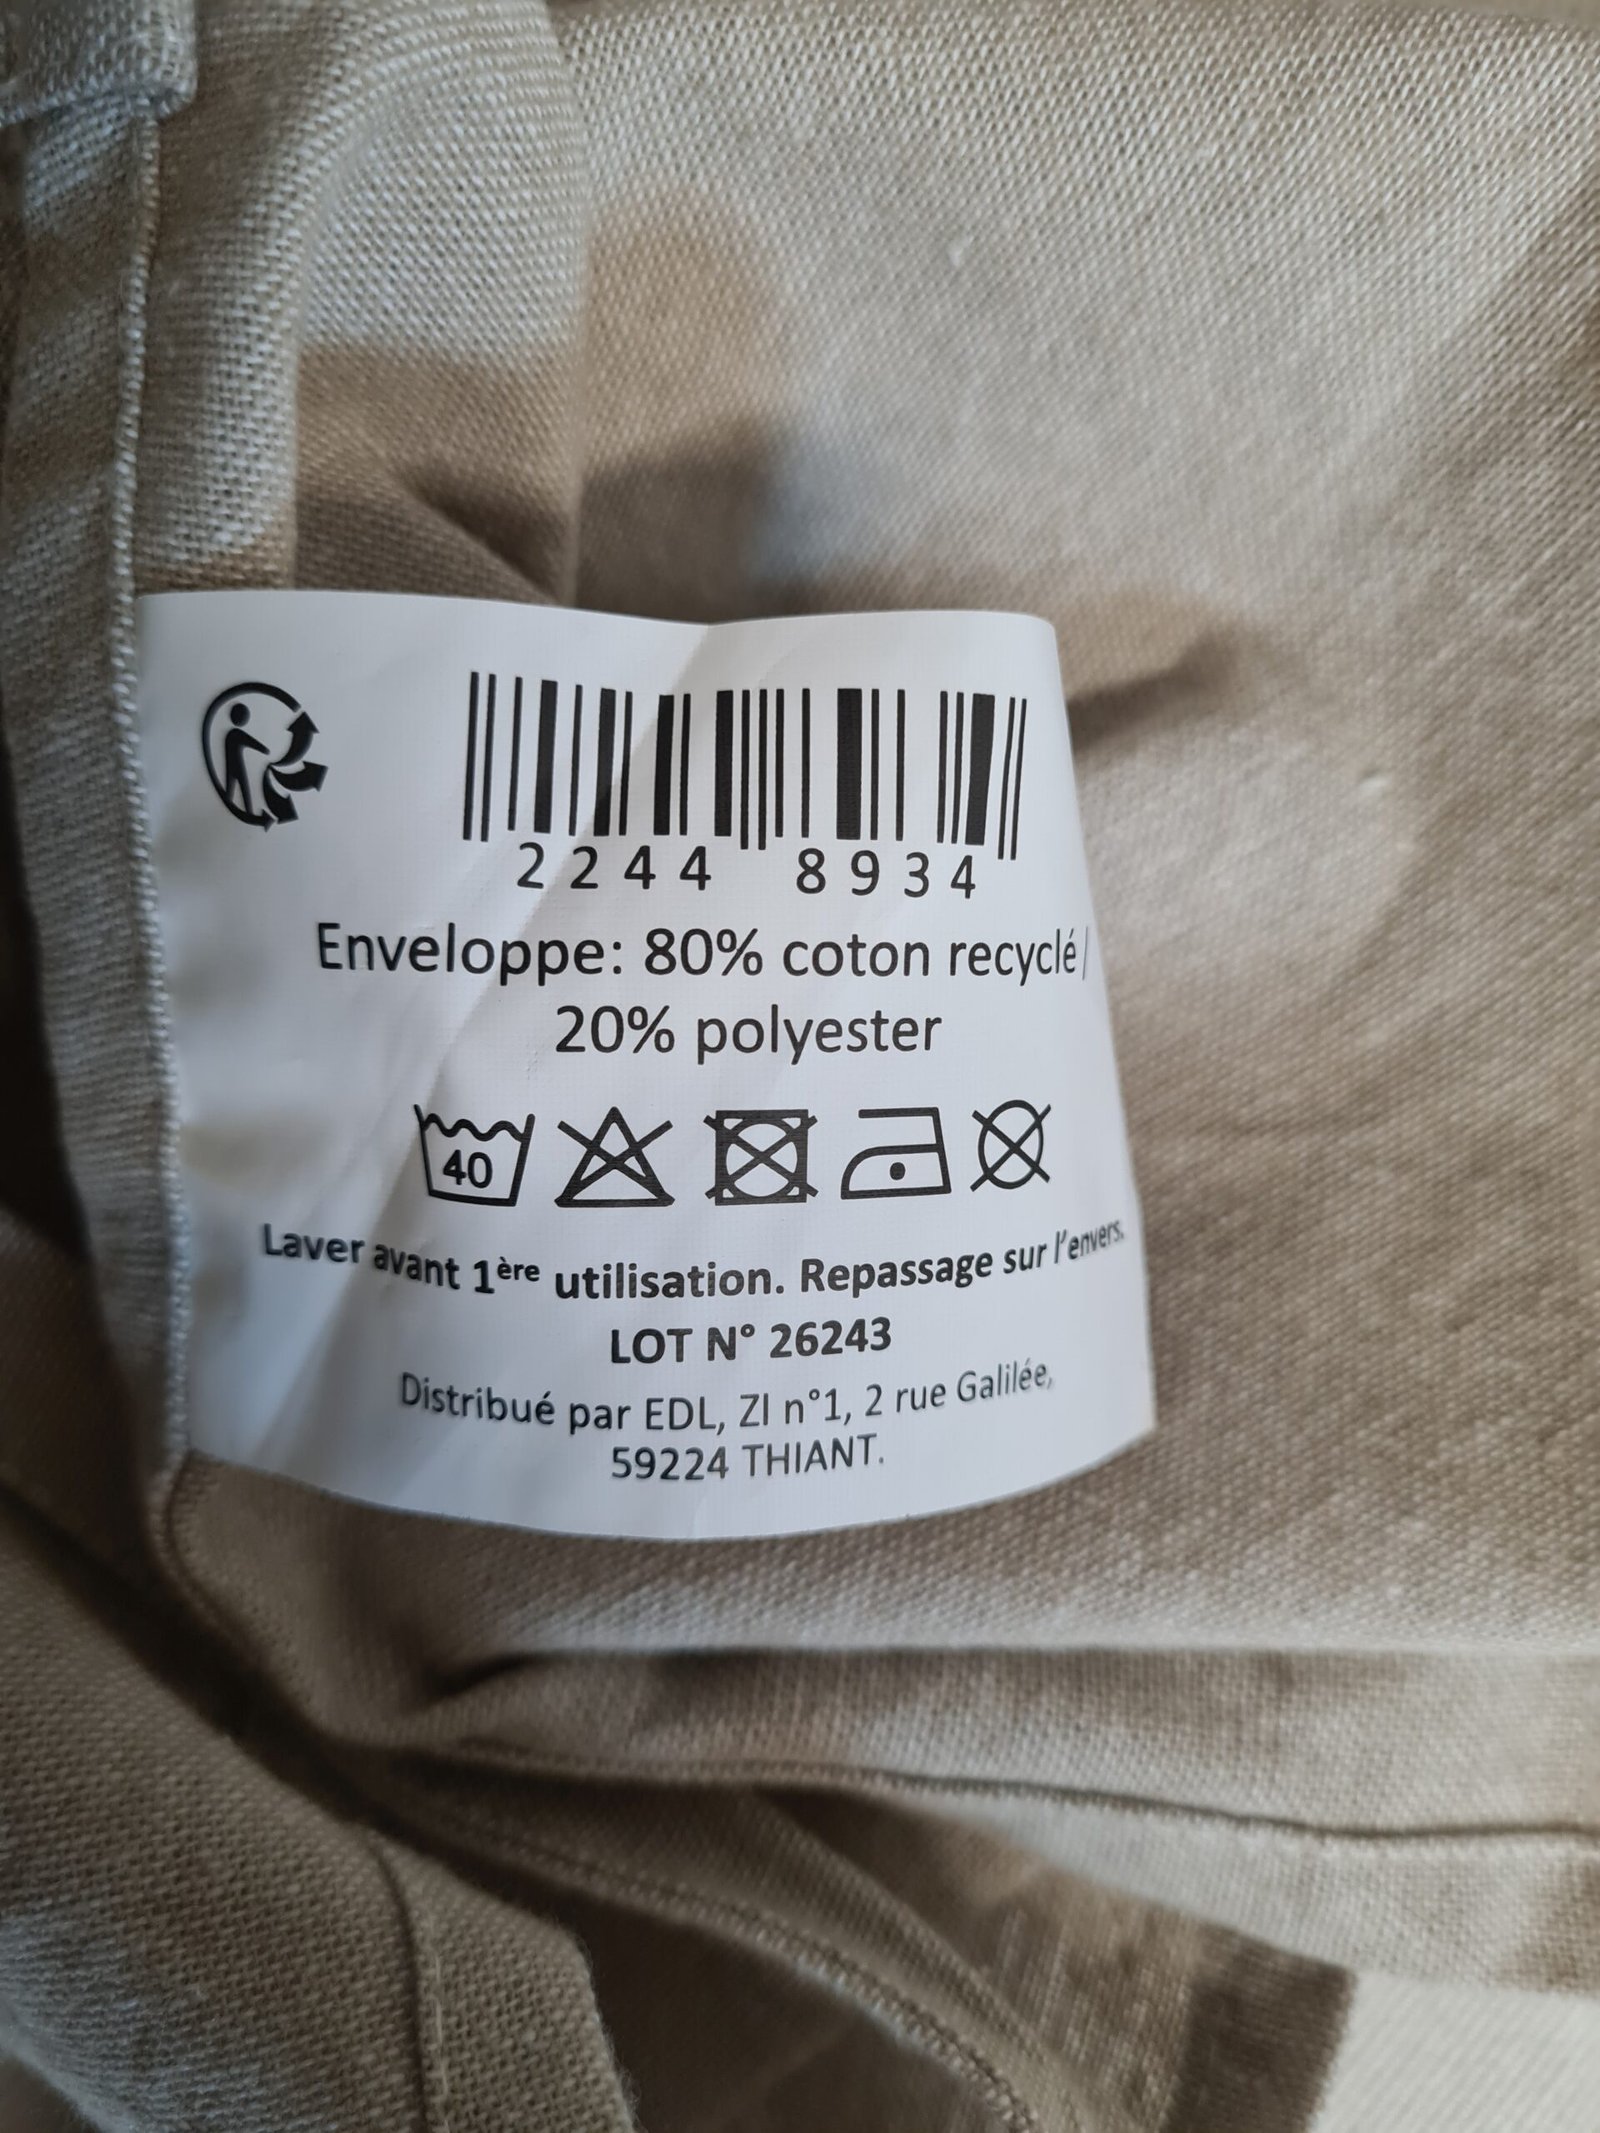 2244 8934
Enveloppe: 80% coton recyclé/
20% polyester
40
Laver avant 1ère utilisation. Repassage sur l'envers.
LOT N° 26243
Distribué par EDL, ZI n°1, 2 rue Galilée,
59224 THIANT.